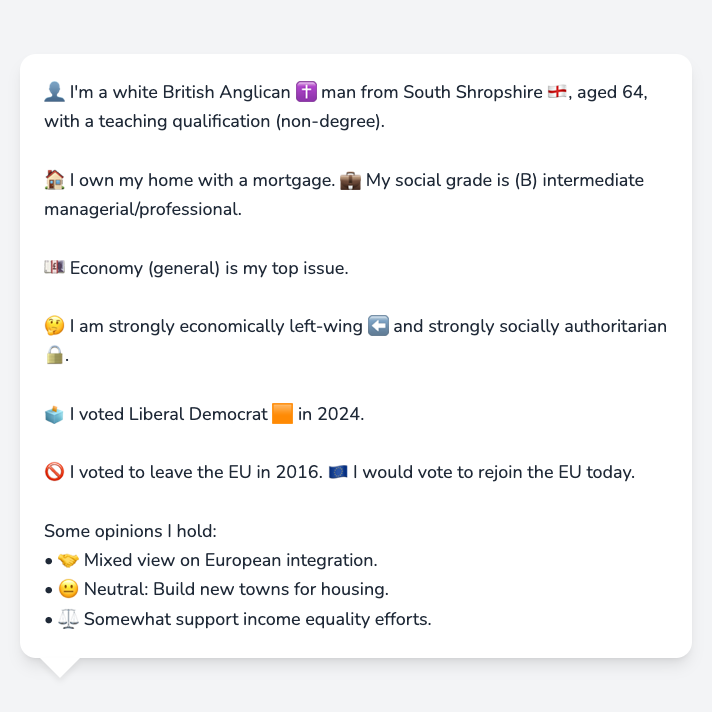 👤 I'm a white British Anglican ✝️ man from South Shropshire 🏴󠁧󠁢󠁥󠁮󠁧󠁿, aged 64,
with a teaching qualification (non-degree).
🏠 I own my home with a mortgage. 💼 My social grade is (B) intermediate
managerial/professional.
💷 Economy (general) is my top issue.
🤔 I am strongly economically left-wing ⬅️ and strongly socially authoritarian
🔒.
🗳️ I voted Liberal Democrat 🟧 in 2024.
🚫 I voted to leave the EU in 2016. 🇪🇺 I would vote to rejoin the EU today.
Some opinions I hold:
• 🤝 Mixed view on European integration.
• 😐 Neutral: Build new towns for housing.
• ⚖️ Somewhat support income equality efforts.